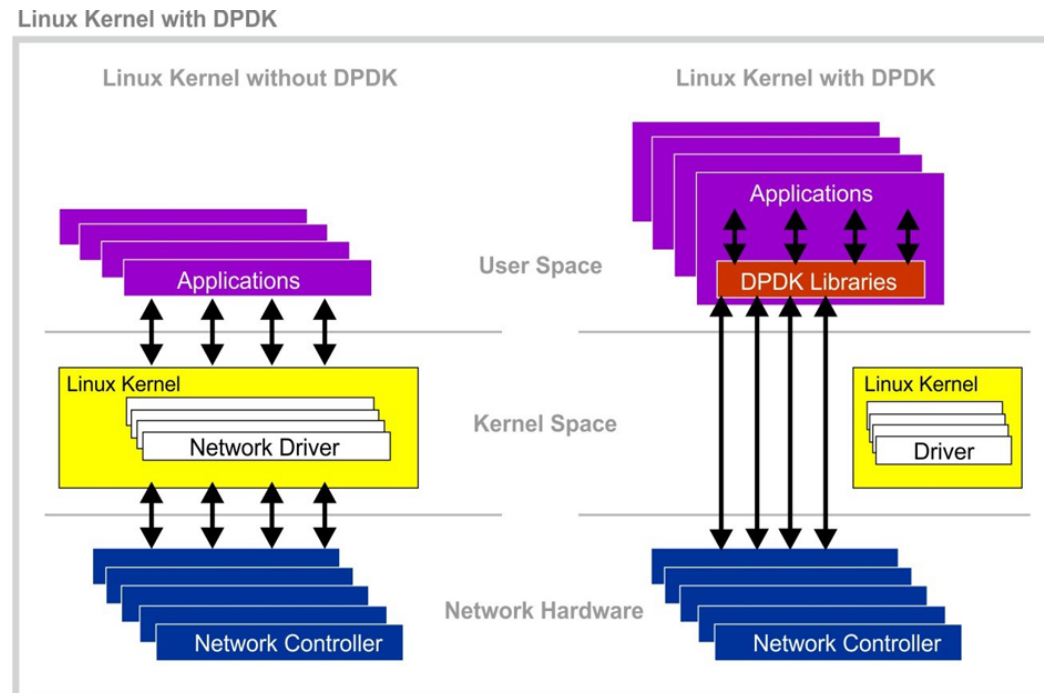 Linux Kernel with DPDK
Linux Kernel without DPDK
Linux Kernel with DPDK
Applications
User Space
Applications
DPDK Libraries
Linux Kernel
Network Driver
Kernel Space
Linux Kernel
Driver
Network Controller
Network Hardware
Network Controller